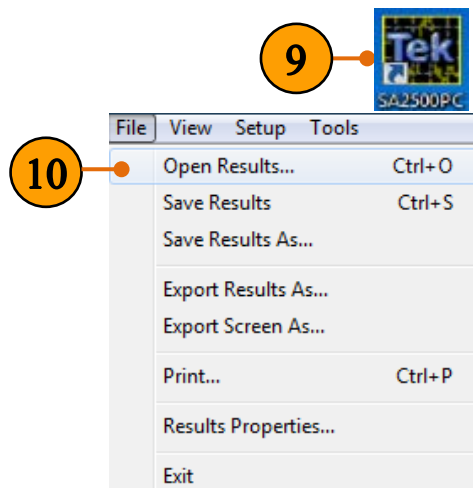 9
Tek
SA2500PC
File View Setup Tools
10
Open Results... Ctrl+O
Save Results Ctrl+S
Save Results As...
Export Results As...
Export Screen As...
Print... Ctrl+P
Results Properties...
Exit